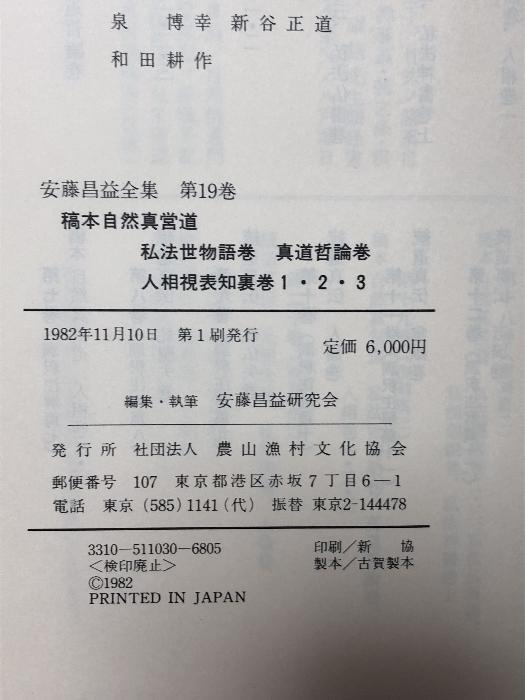 泉　博幸 新谷正道
和田耕作
安藤昌益全集　第19巻
稿本自然真営道
私法世物語巻　真道哲論巻
人相視表知裏巻1・2・3
1982年11月10日　第1刷発行
定価 6,000円
編集・執筆　安藤昌益研究会
発行所　社団法人　農山漁村文化協会
郵便番号　107　東京都港区赤坂7丁目6―1
電話　東京 (585) 1141 (代)　振替 東京2-144478
3310―511030―6805　印刷/新　協
<検印廃止>　製本/古賀製本
©1982
PRINTED IN JAPAN